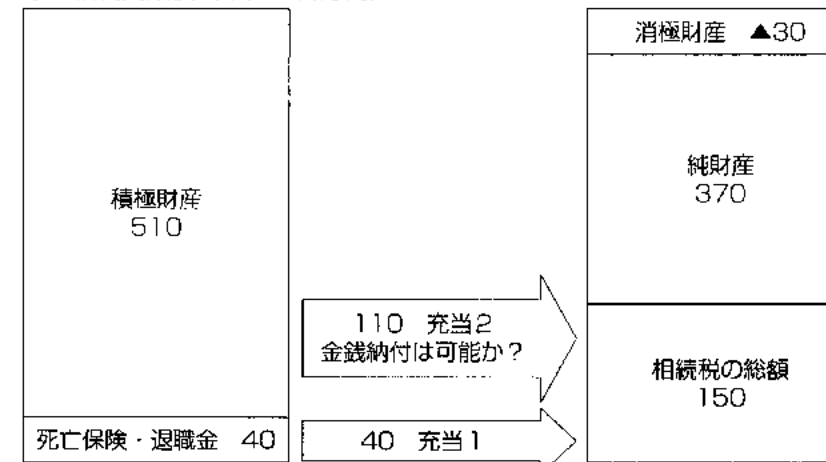 消極財産 ▲30
積極財産
510
純財産
370
110 充当2
金銭納付は可能か?
相続税の総額
150
死亡保険・退職金 40
40 充当1